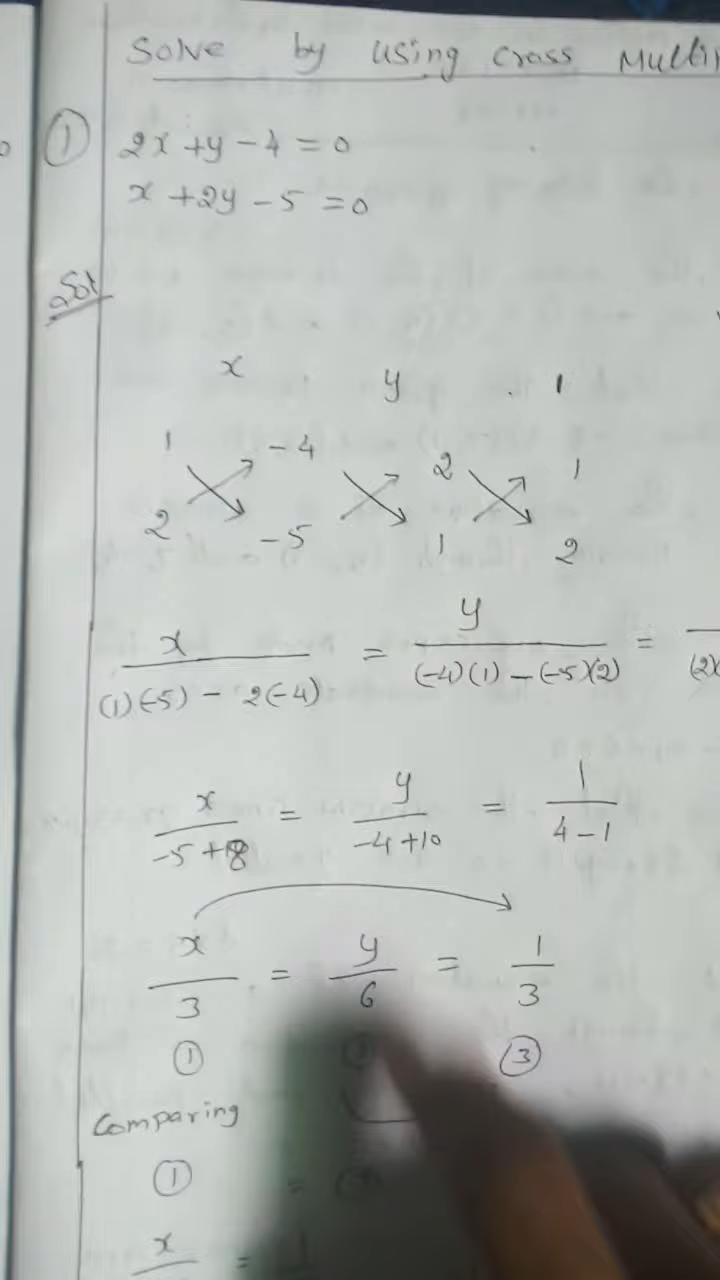 Solve by using cross Multi
① 2x + y - 4 = 0
x + 2y - 5 = 0
Sol
x y 1
1 -4 2 1
2 -5 1 2
x/((1)(-5) - 2(-4)) = y/((-4)(1) - (-5)(2)) = (2)(
x/(-5+8) = y/(-4+10) = 1/(4-1)
x/3 = y/6 = 1/3
① ③
Comparing
① =
x = 1